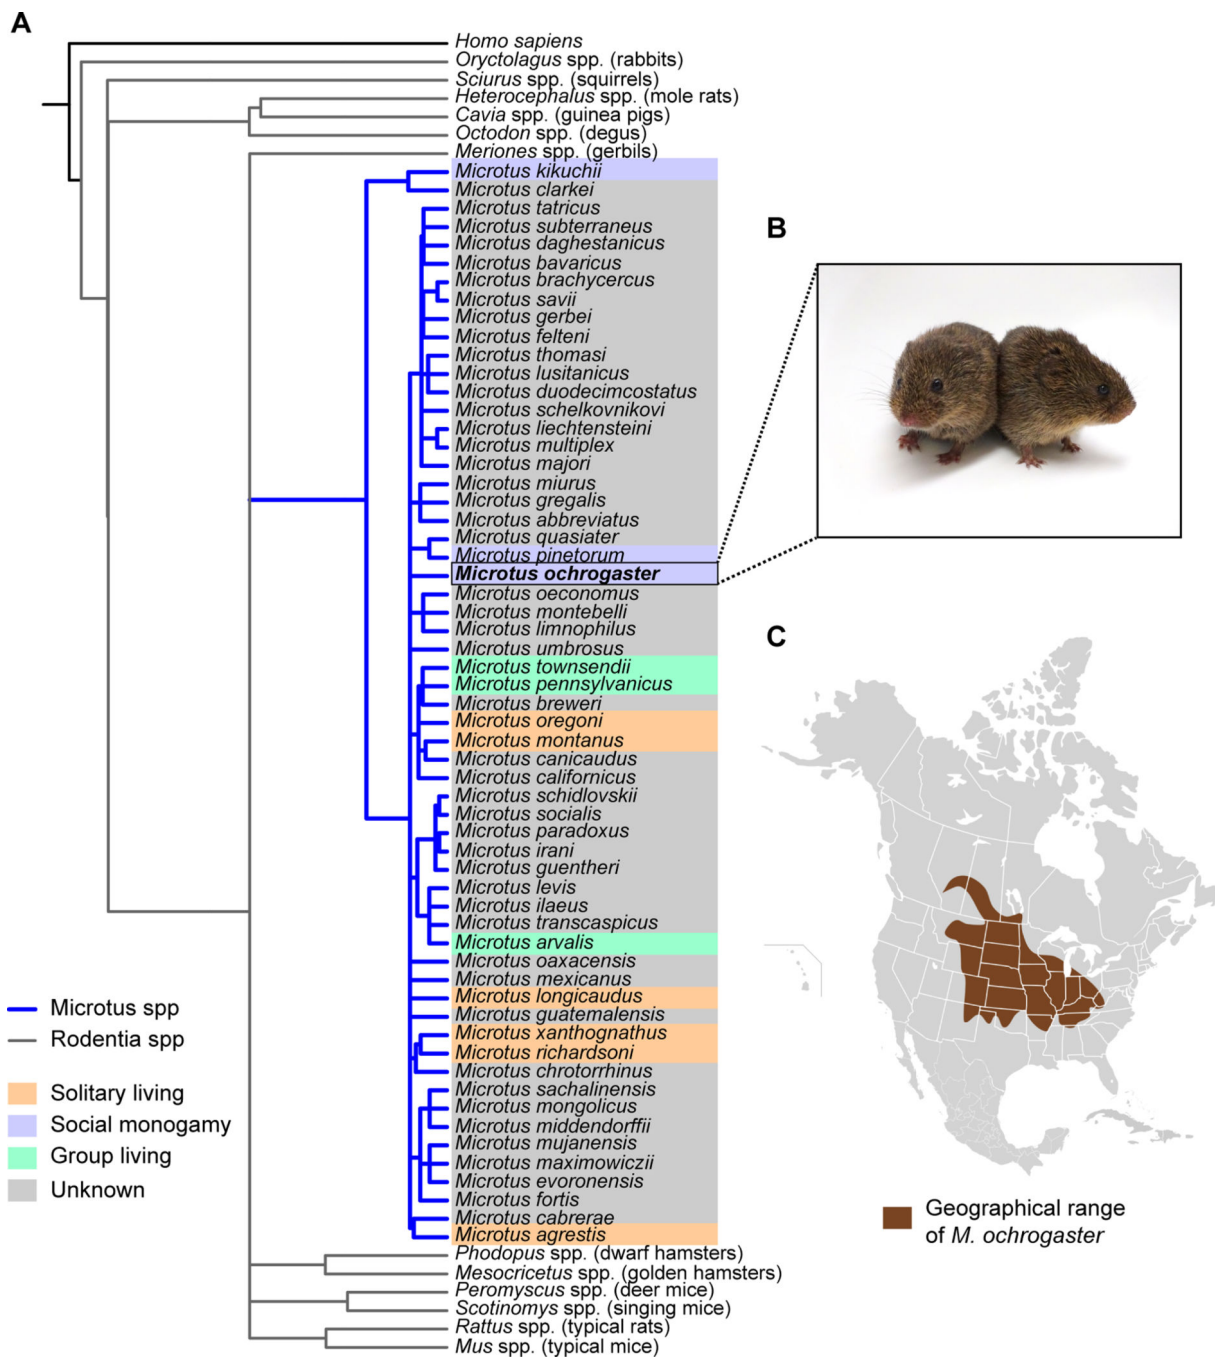 A
Homo sapiens
Oryctolagus spp. (rabbits)
Sciurus spp. (squirrels)
Heterocephalus spp. (mole rats)
Cavia spp. (guinea pigs)
Octodon spp. (degus)
Meriones spp. (gerbils)
Microtus kikuchii
Microtus clarkei
Microtus tatricus
Microtus subterraneus
Microtus daghestanicus
Microtus bavaricus
Microtus brachycercus
Microtus savii
Microtus gerbei
Microtus felteni
Microtus thomasi
Microtus lusitanicus
Microtus duodecimcostatus
Microtus schelkovnikovi
Microtus liechtensteini
Microtus multiplex
Microtus majori
Microtus miurus
Microtus gregalis
Microtus abbreviatus
Microtus quasiater
Microtus pinetorum
Microtus ochrogaster
Microtus oeconomus
Microtus montebelli
Microtus limnophilus
Microtus umbrosus
Microtus townsendii
Microtus pennsylvanicus
Microtus breweri
Microtus oregoni
Microtus montanus
Microtus canicaudus
Microtus californicus
Microtus schidlovskii
Microtus socialis
Microtus paradoxus
Microtus irani
Microtus guentheri
Microtus levis
Microtus ilaeus
Microtus transcaspicus
Microtus arvalis
Microtus oaxacensis
Microtus mexicanus
Microtus longicaudus
Microtus guatemalensis
Microtus xanthognathus
Microtus richardsoni
Microtus chrotorrhinus
Microtus sachalinensis
Microtus mongolicus
Microtus middendorffii
Microtus mujanensis
Microtus maximowiczii
Microtus evoronensis
Microtus fortis
Microtus cabrerae
Microtus agrestis
Phodopus spp. (dwarf hamsters)
Mesocricetus spp. (golden hamsters)
Peromyscus spp. (deer mice)
Scotinomys spp. (singing mice)
Rattus spp. (typical rats)
Mus spp. (typical mice)
Microtus spp
Rodentia spp
Solitary living
Social monogamy
Group living
Unknown
B
C
Geographical range
of M. ochrogaster